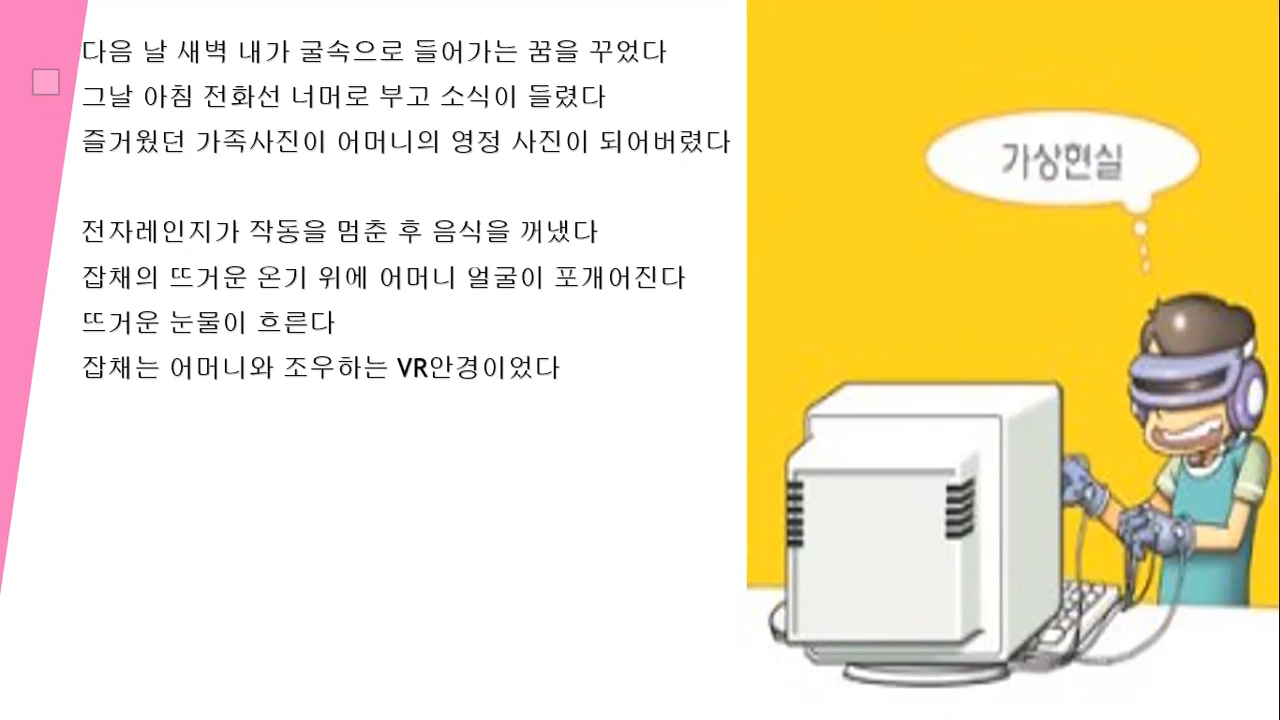 다음 날 새벽 내가 굴속으로 들어가는 꿈을 꾸었다
그날 아침 전화선 너머로 부고 소식이 들렸다
즐거웠던 가족사진이 어머니의 영정 사진이 되어버렸다
전자레인지가 작동을 멈춘 후 음식을 꺼냈다
잡채의 뜨거운 온기 위에 어머니 얼굴이 포개어진다
뜨거운 눈물이 흐른다
잡채는 어머니와 조우하는 VR안경이었다
가상현실